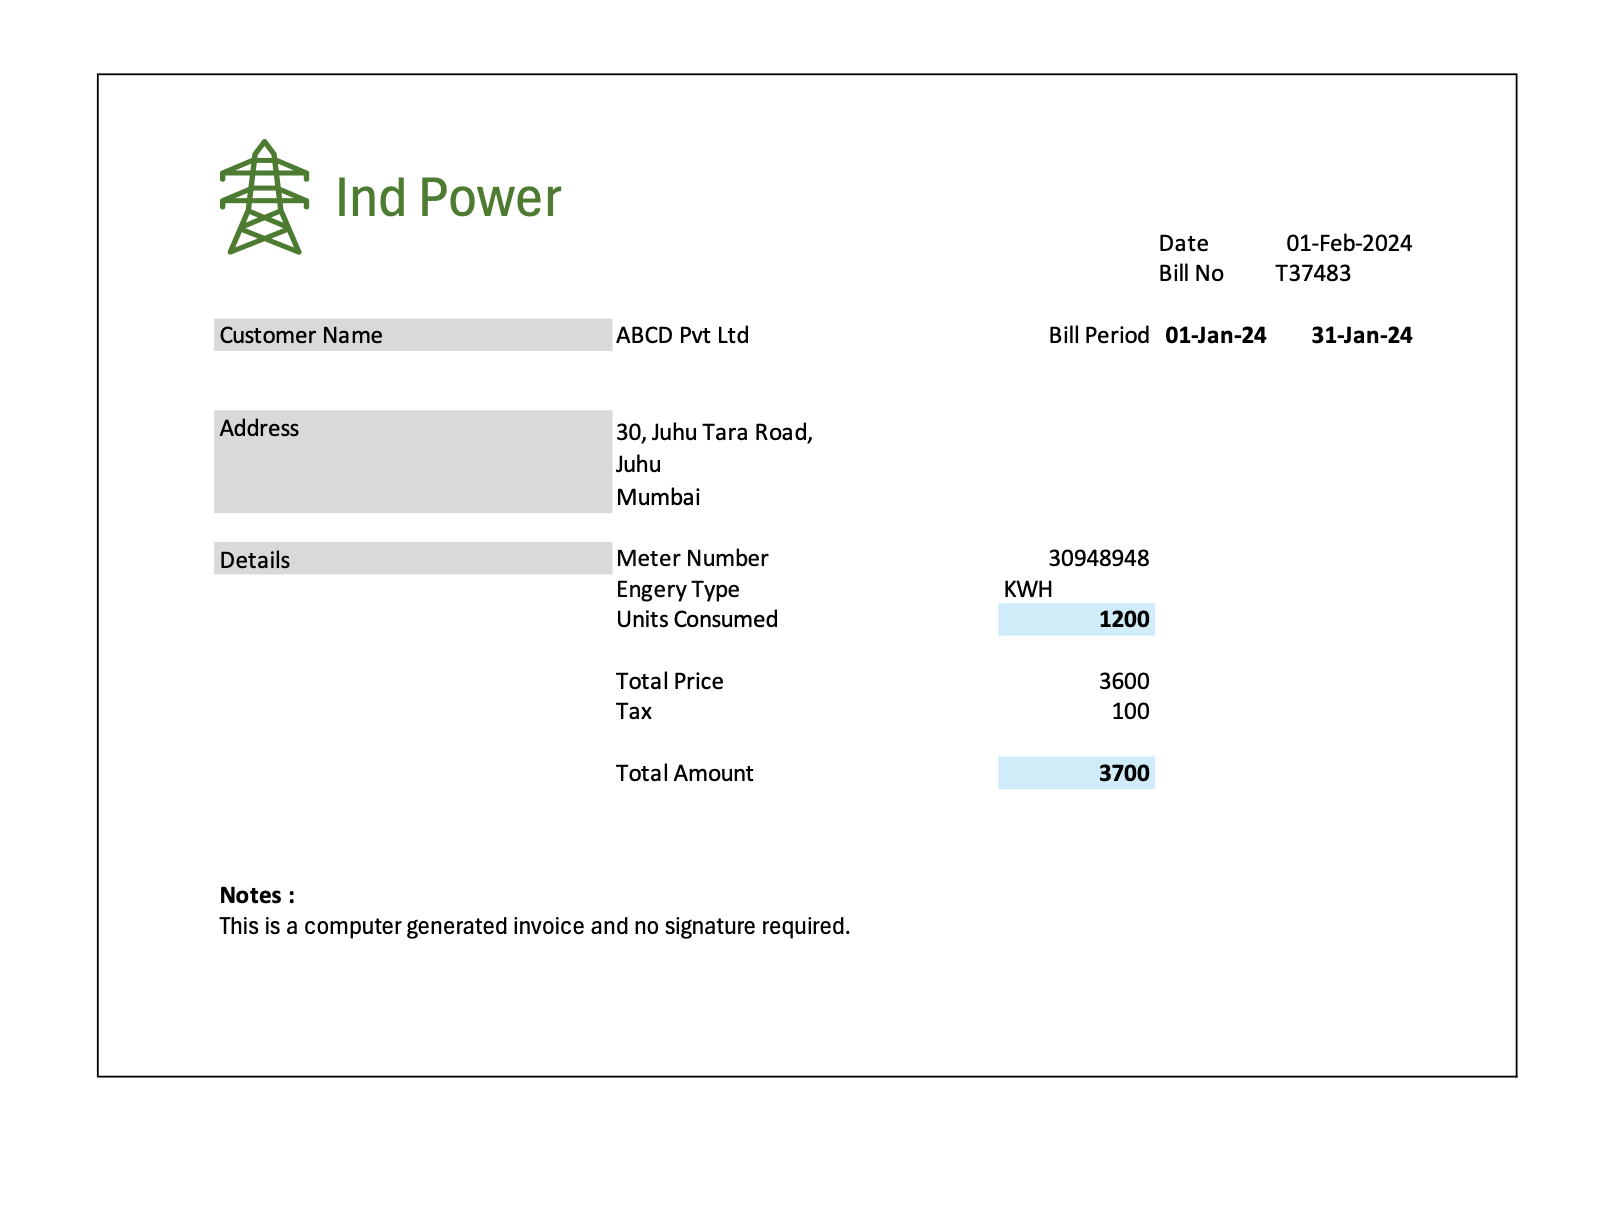 Ind Power
Date 01-Feb-2024
Bill No T37483
Customer Name ABCD Pvt Ltd Bill Period 01-Jan-24 31-Jan-24
Address 30, Juhu Tara Road,
Juhu
Mumbai
Details Meter Number 30948948
Engery Type KWH
Units Consumed 1200
Total Price 3600
Tax 100
Total Amount 3700
Notes :
This is a computer generated invoice and no signature required.